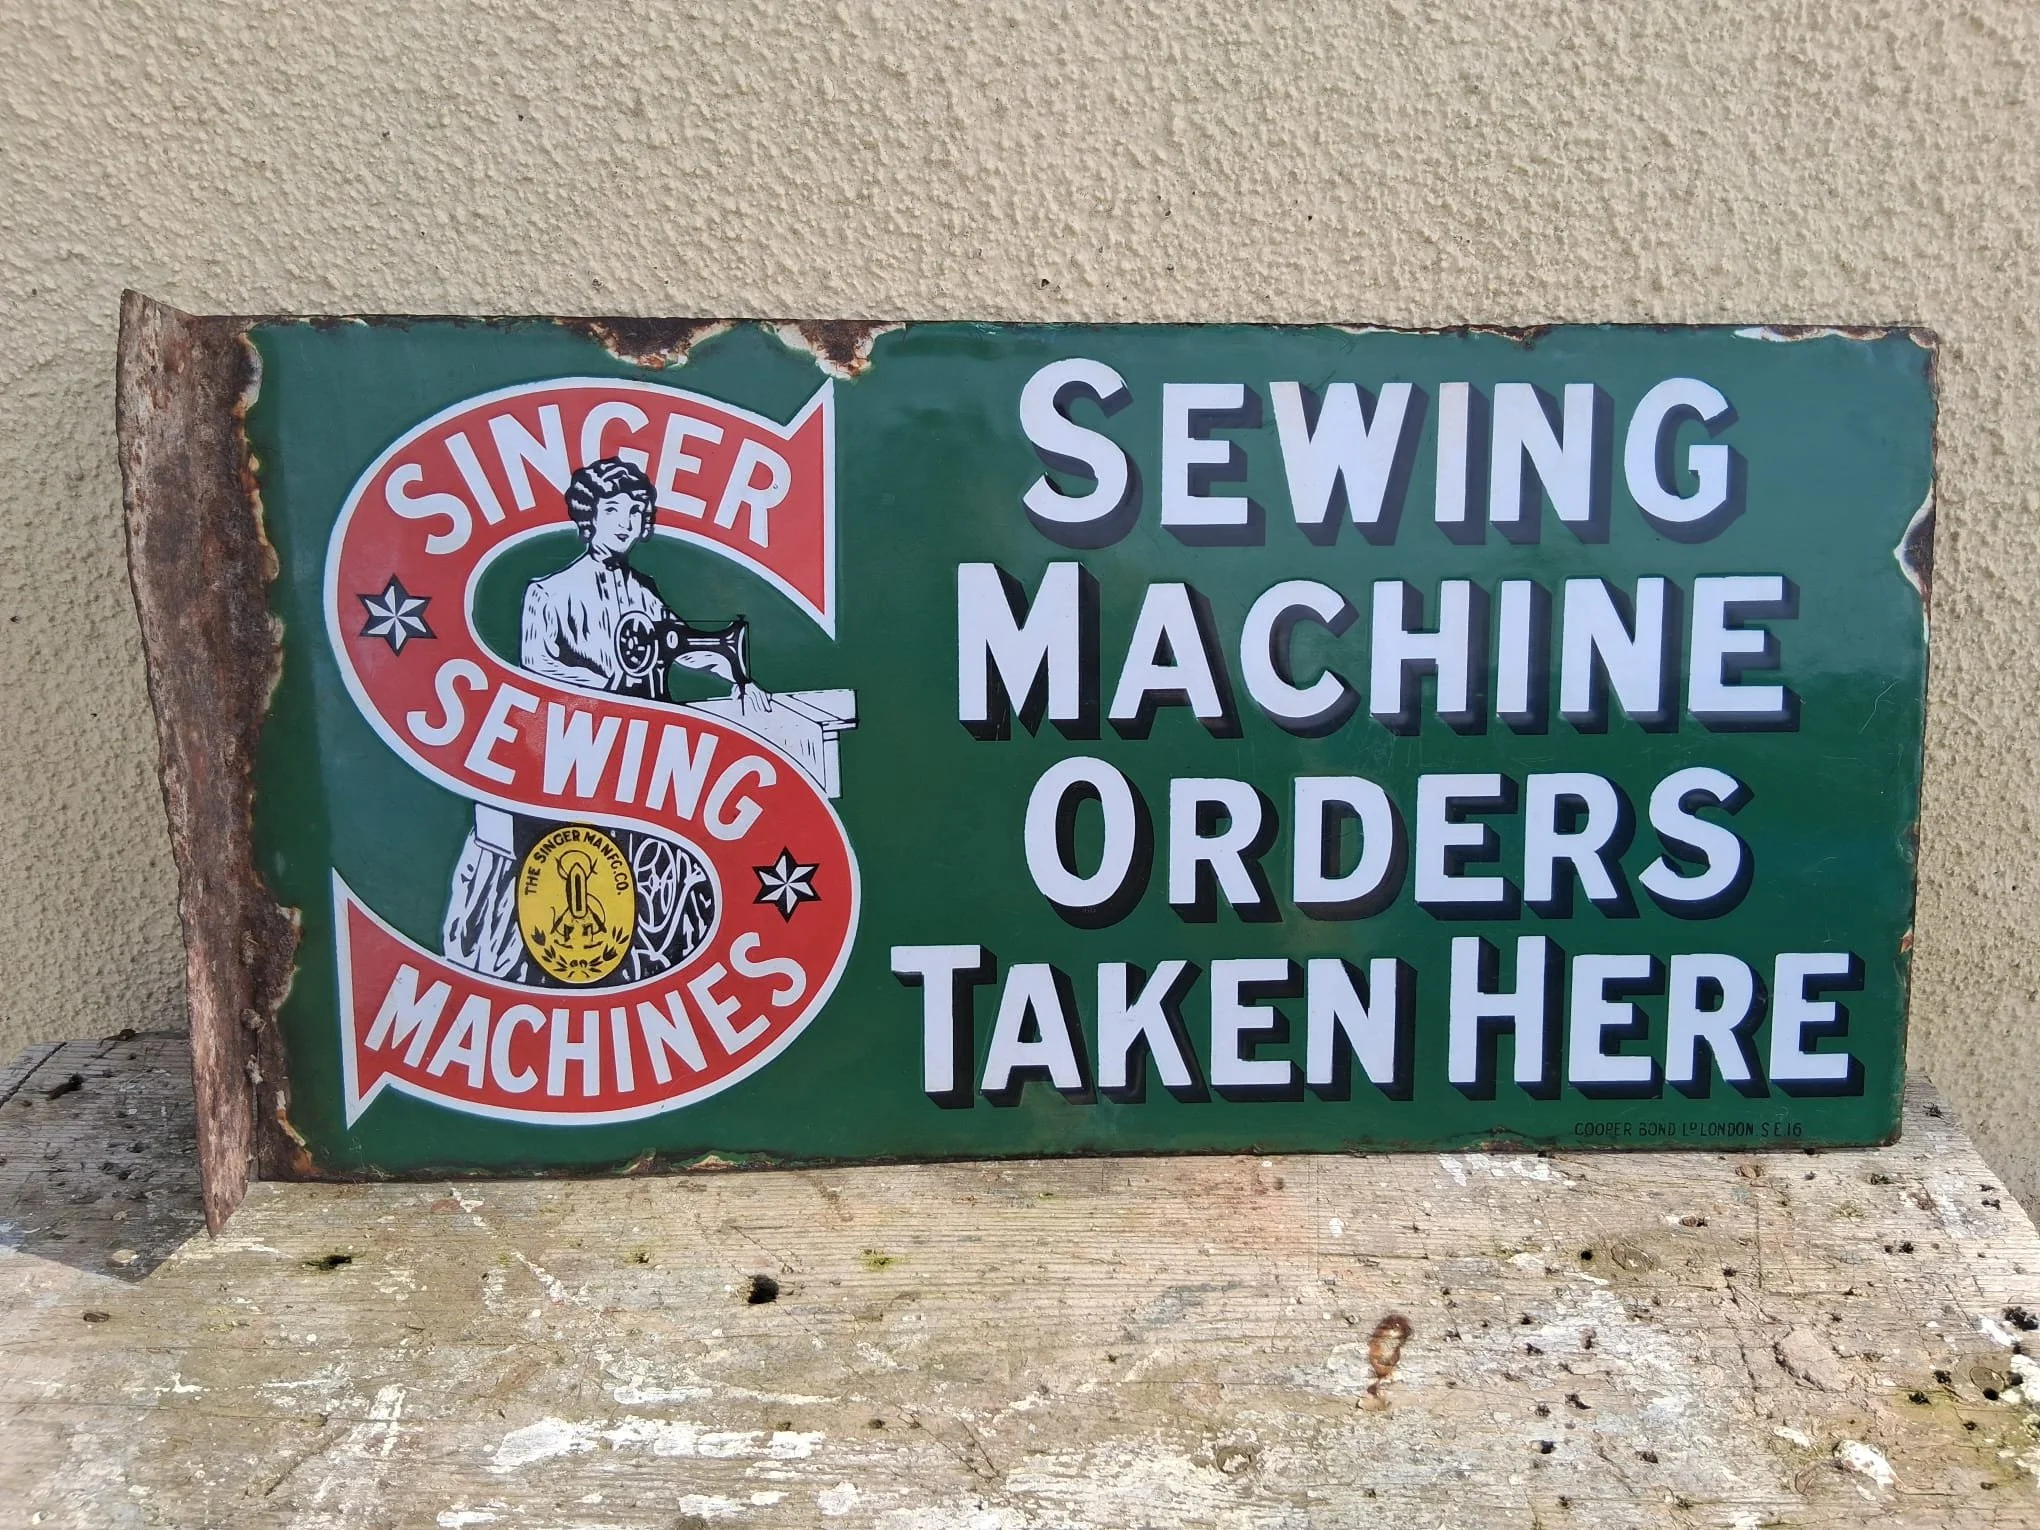 SINGER
SEWING
MACHINES
THE SINGER MANFG. CO.
SEWING
MACHINE
ORDERS
TAKEN HERE
COOPER BOND LD LONDON S.E.16